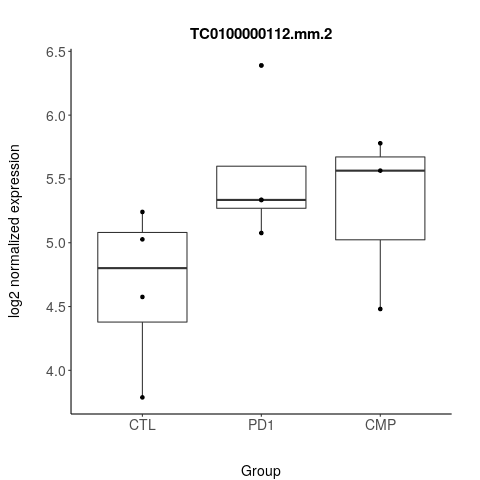 TC0100000112.mm.2
log2 normalized expression
6.5
6.0
5.5
5.0
4.5
4.0
CTL PD1 CMP
Group